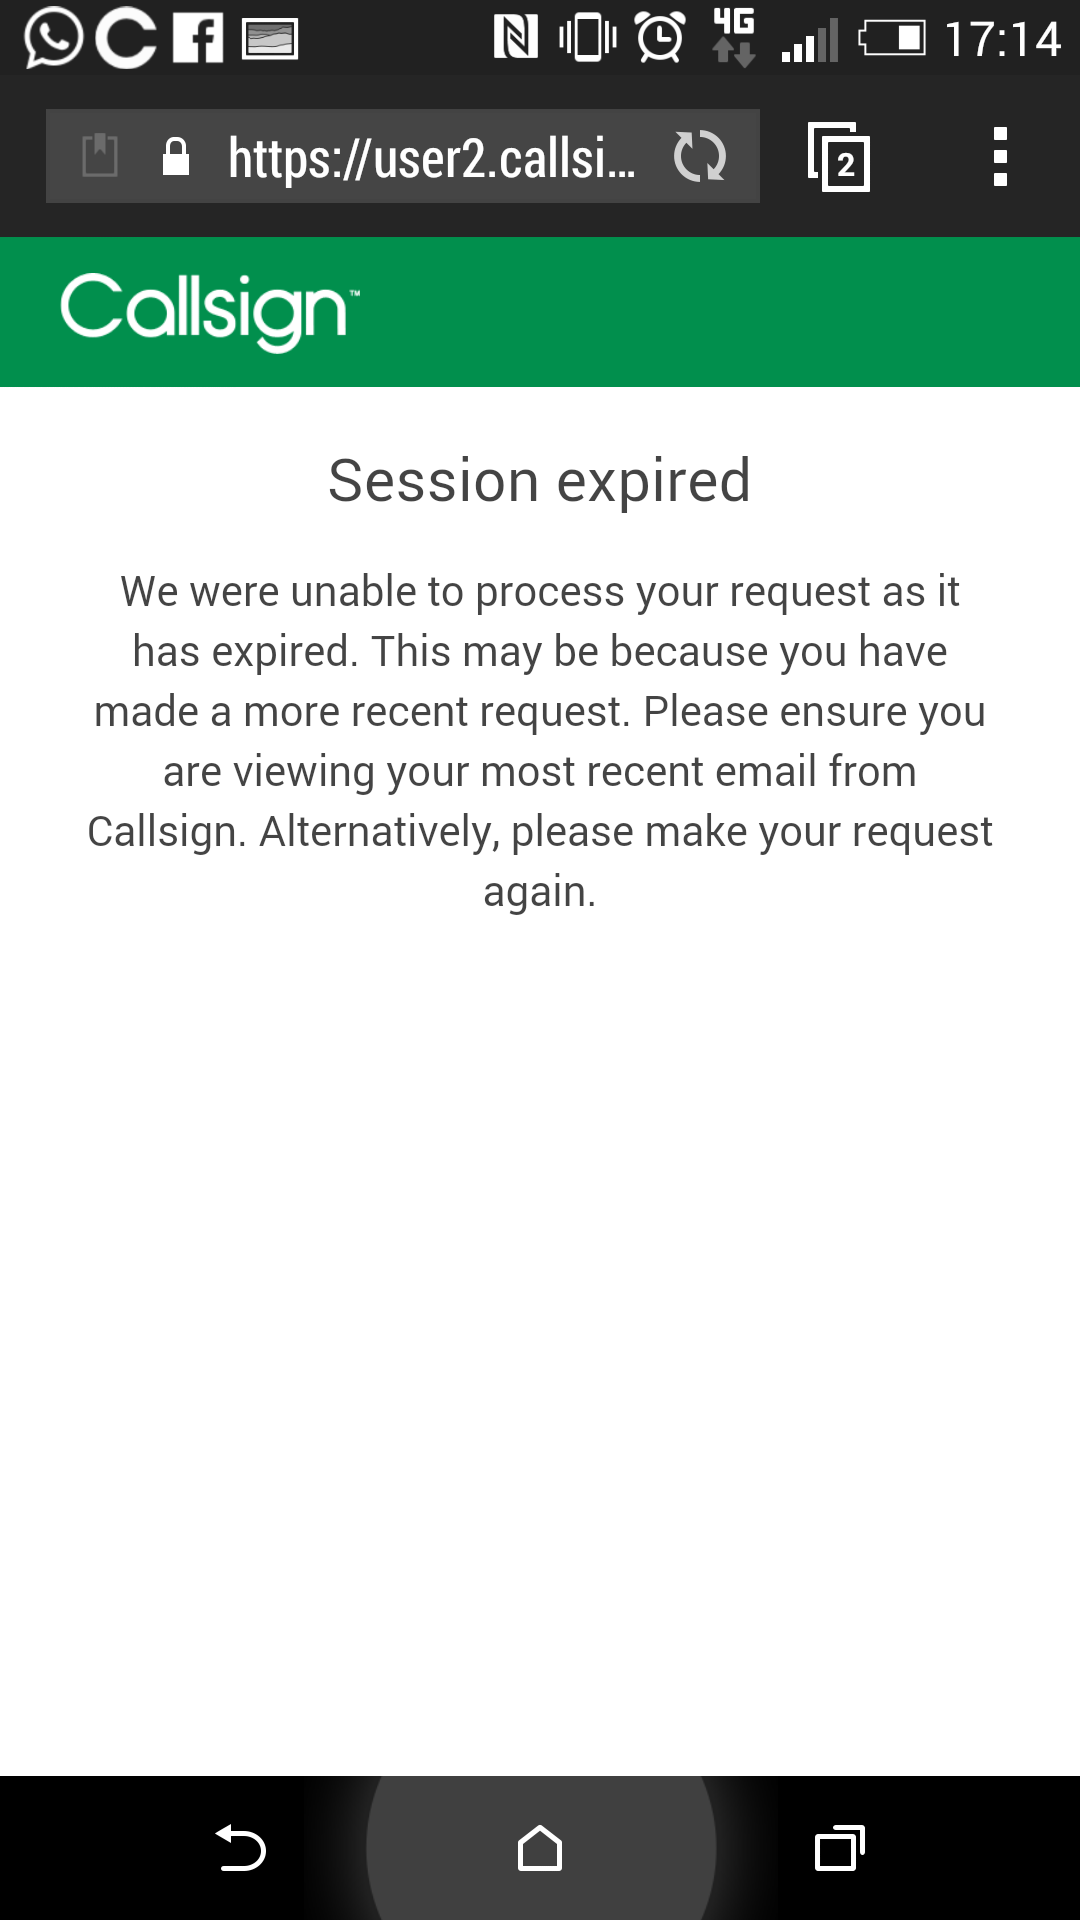 4G
17:14
https://user2.callsi...
2
Callsign™
Session expired
We were unable to process your request as it
has expired. This may be because you have
made a more recent request. Please ensure you
are viewing your most recent email from
Callsign. Alternatively, please make your request
again.